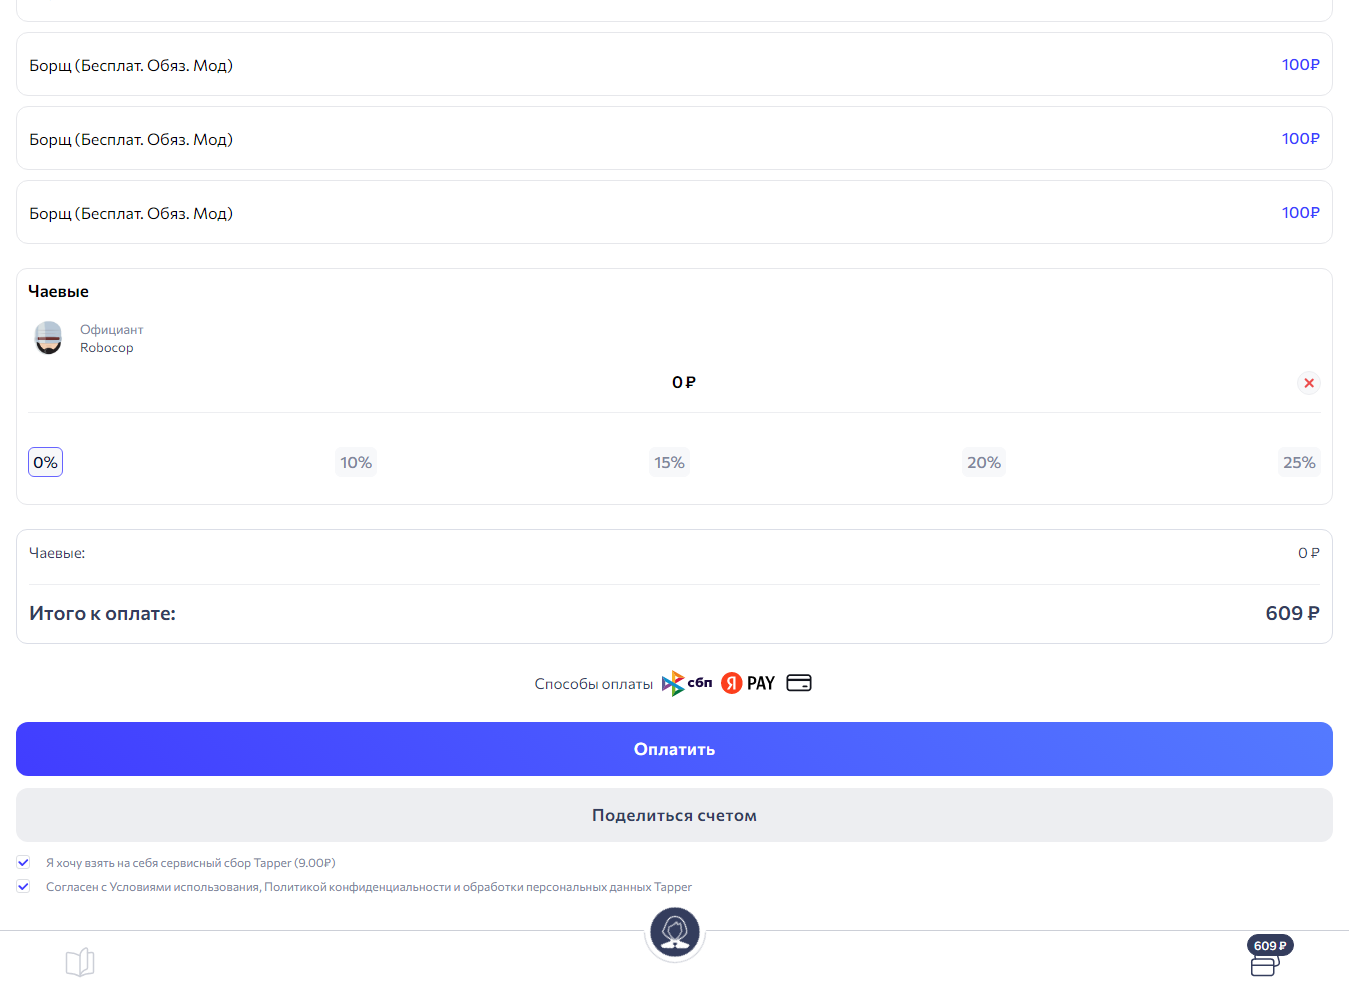 Борщ (Бесплат. Обяз. Мод) 100₽
Борщ (Бесплат. Обяз. Мод) 100₽
Борщ (Бесплат. Обяз. Мод) 100₽
Чаевые
Официант
Robocop
0 ₽
0% 10% 15% 20% 25%
Чаевые: 0 ₽
Итого к оплате: 609 ₽
Способы оплаты сбп Я PAY
Оплатить
Поделиться счетом
Я хочу взять на себя сервисный сбор Tapper (9.00₽)
Согласен с Условиями использования, Политикой конфиденциальности и обработки персональных данных Tapper
609 ₽